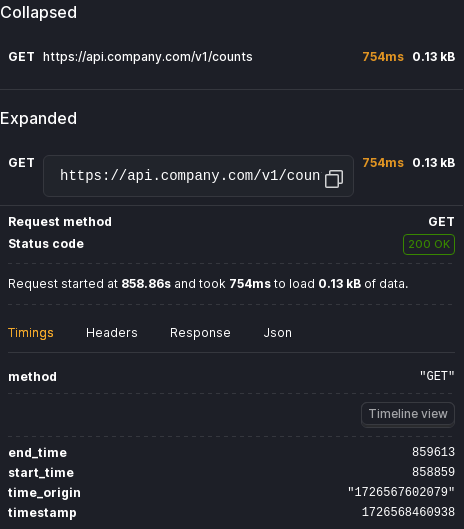 Collapsed
GET https://api.company.com/v1/counts 754ms 0.13 kB
Expanded
GET https://api.company.com/v1/coun 754ms 0.13 kB
Request method GET
Status code 200 OK
Request started at 858.86s and took 754ms to load 0.13 kB of data.
Timings Headers Response Json
method "GET"
Timeline view
end_time 859613
start_time 858859
time_origin "1726567602079"
timestamp 1726568460938